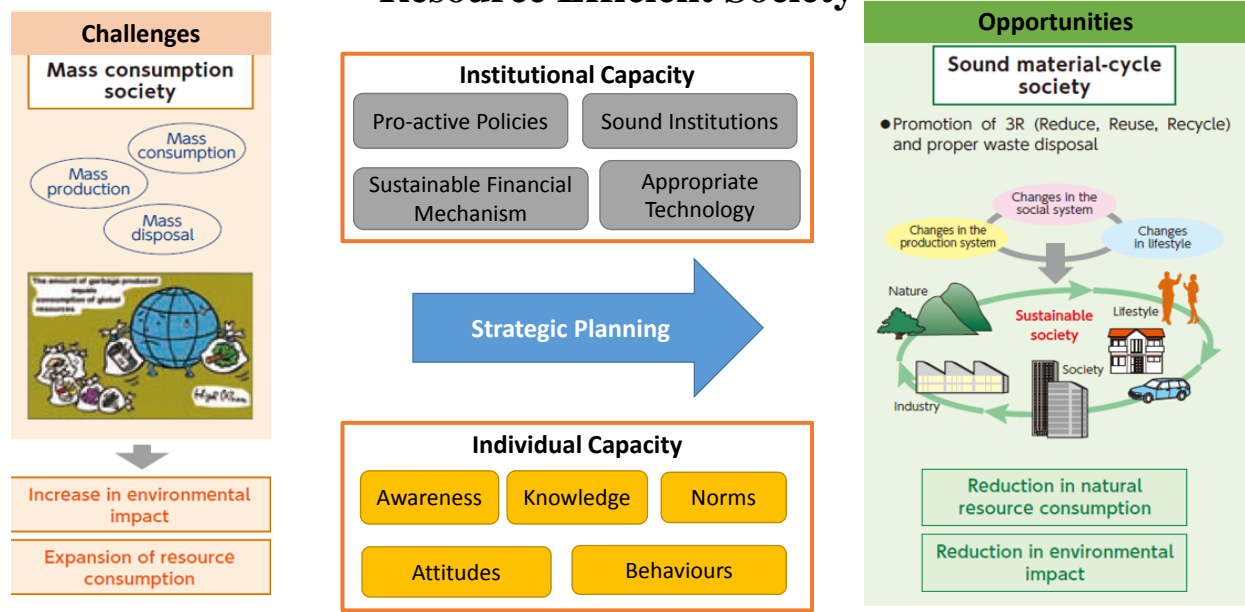 Resource Efficient Society
Challenges
Mass consumption
society
Mass
consumption
Mass
production
Mass
disposal
The amount of garbage produced
equals
consumption of global
resources
Increase in environmental
impact
Expansion of resource
consumption
Institutional Capacity
Pro-active Policies
Sound Institutions
Sustainable Financial
Mechanism
Appropriate
Technology
Strategic Planning
Individual Capacity
Awareness
Knowledge
Norms
Attitudes
Behaviours
Opportunities
Sound material-cycle
society
●Promotion of 3R (Reduce, Reuse, Recycle)
and proper waste disposal
Changes in the
social system
Changes in the
production system
Changes
in lifestyle
Nature
Sustainable
society
Lifestyle
Society
Industry
Reduction in natural
resource consumption
Reduction in environmental
impact